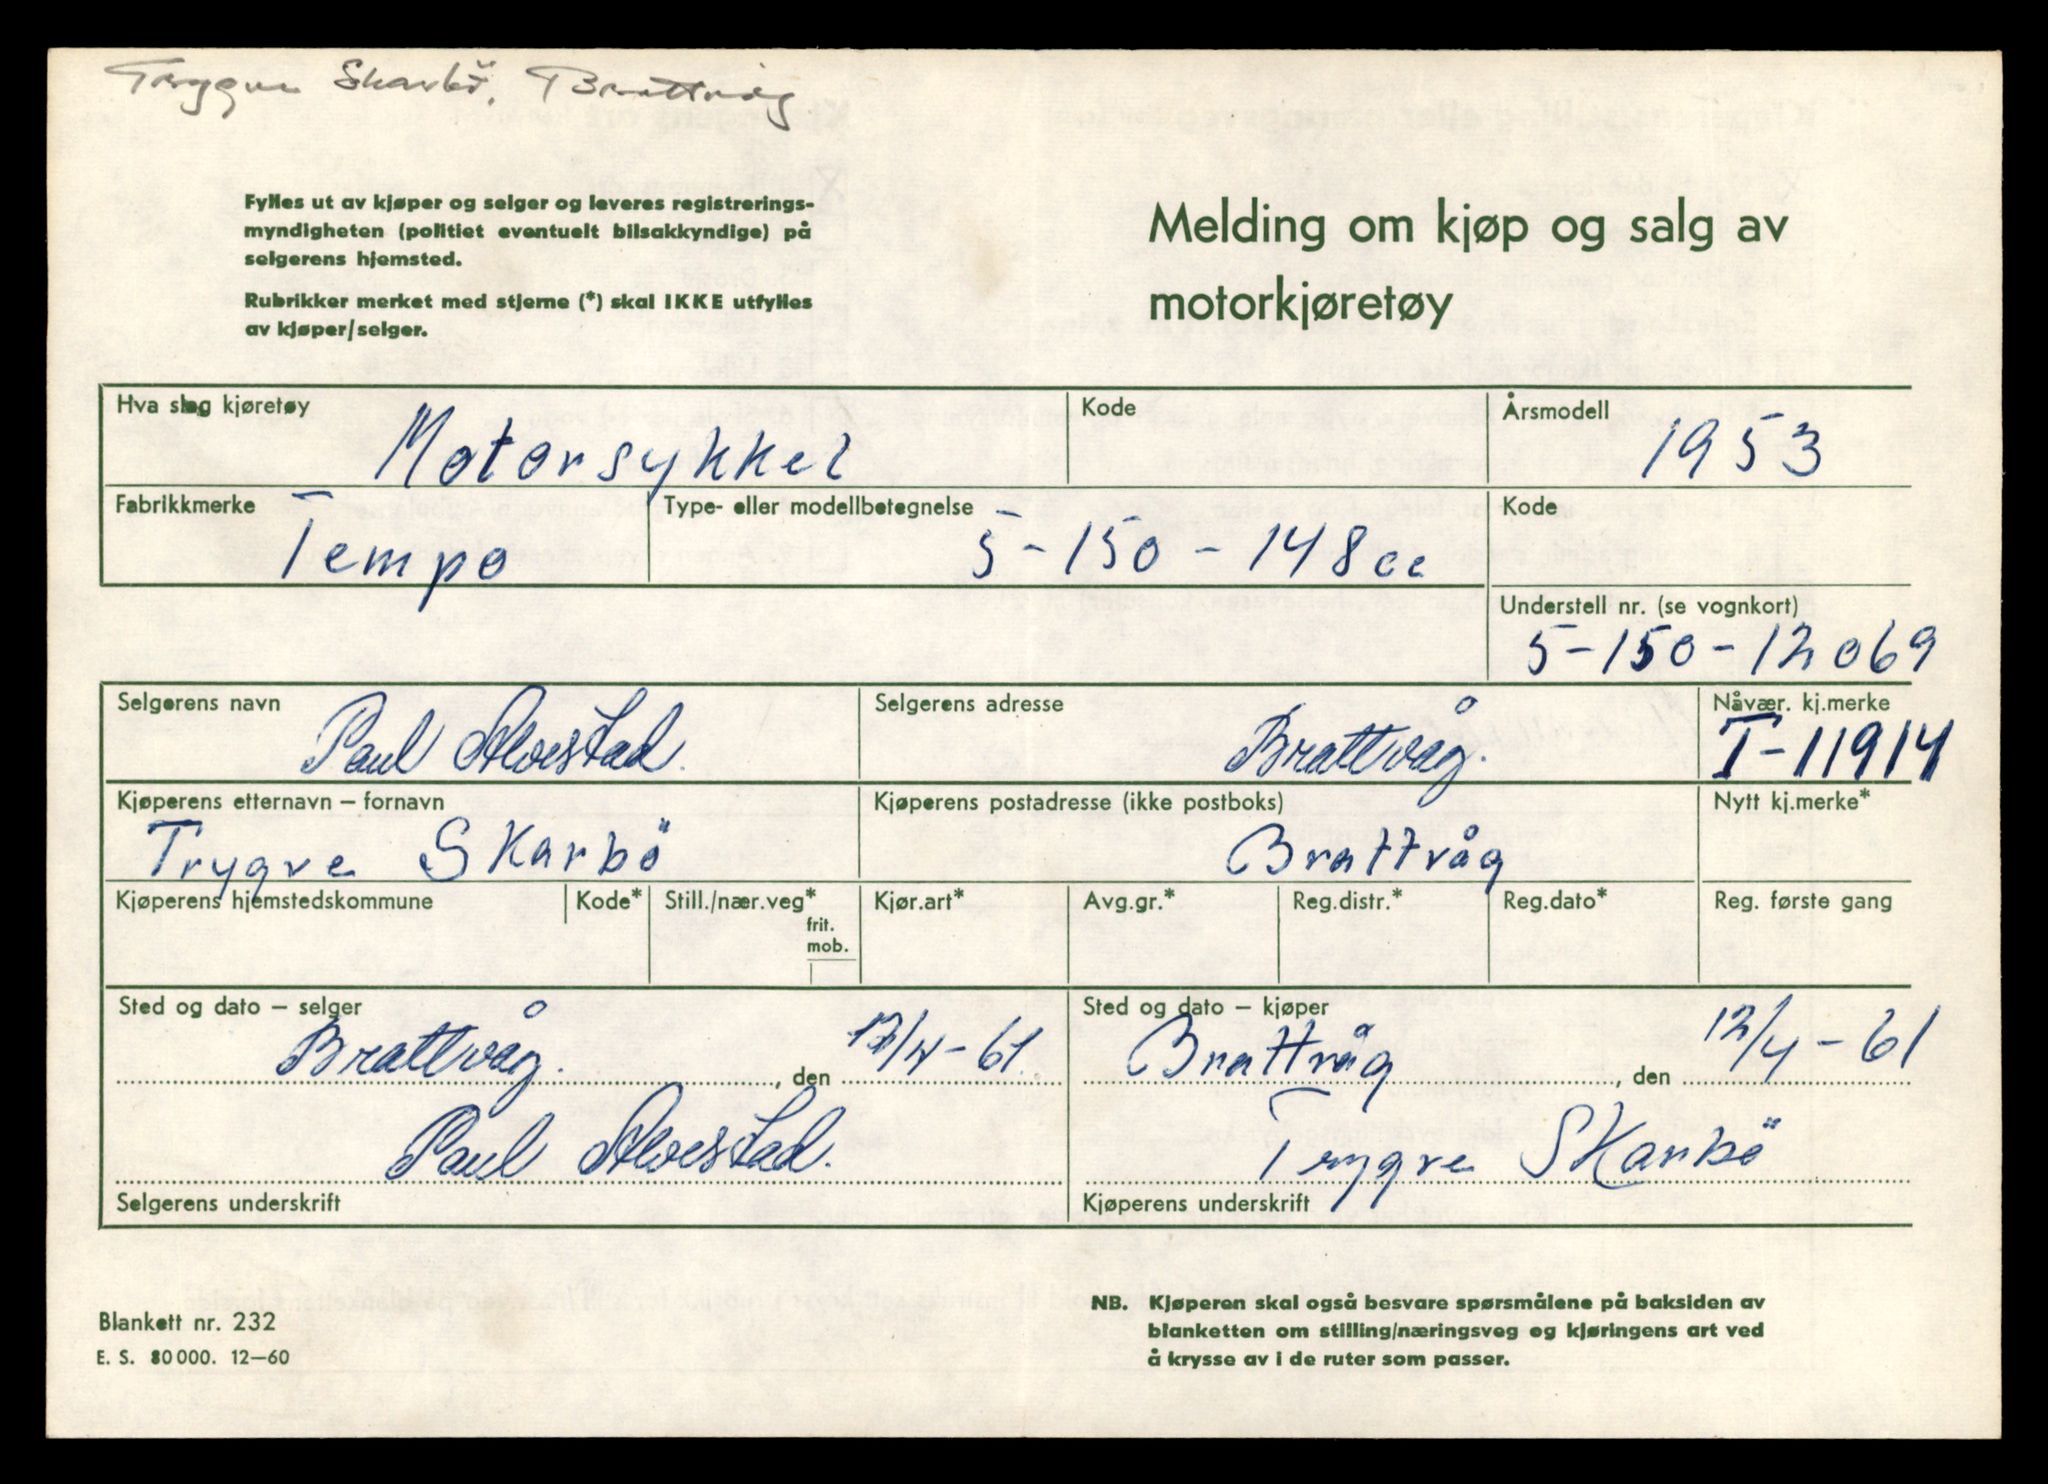 Trygve Skarbö, Brattvåg
Fylles ut av kjøper og selger og leveres registrerings-
myndigheten (politiet eventuelt bilsakkyndige) på
selgerens hjemsted.
Rubrikker merket med stjerne (*) skal IKKE utfylles
av kjøper/selger.
Melding om kjøp og salg av
motorkjøretøy
Hva slag kjøretøy Kode Årsmodell
Motorsykkel 1953
Fabrikkmerke Type- eller modellbetegnelse Kode
Tempo 5-150-148cc
Understell nr. (se vognkort)
5-150-12069
Selgerens navn Selgerens adresse Nåvær. kj.merke
Paul Alvestad. Brattvåg. T-11914
Kjøperens etternavn – fornavn Kjøperens postadresse (ikke postboks) Nytt kj.merke*
Trygve Skarbö Brattvåg
Kjøperens hjemstedskommune Kode* Still./nær.veg* Kjør.art* Avg.gr.* Reg.distr.* Reg.dato* Reg. første gang
frit.
mob.
Sted og dato – selger Sted og dato – kjøper
Brattvåg. , den 12/4-61. Brattvåg , den 12/4-61
Paul Alvestad. Trygve Skarbö
Selgerens underskrift Kjøperens underskrift
Blankett nr. 232
E. S. 80 000. 12—60
NB. Kjøperen skal også besvare spørsmålene på baksiden av
blanketten om stilling/næringsveg og kjøringens art ved
å krysse av i de ruter som passer.